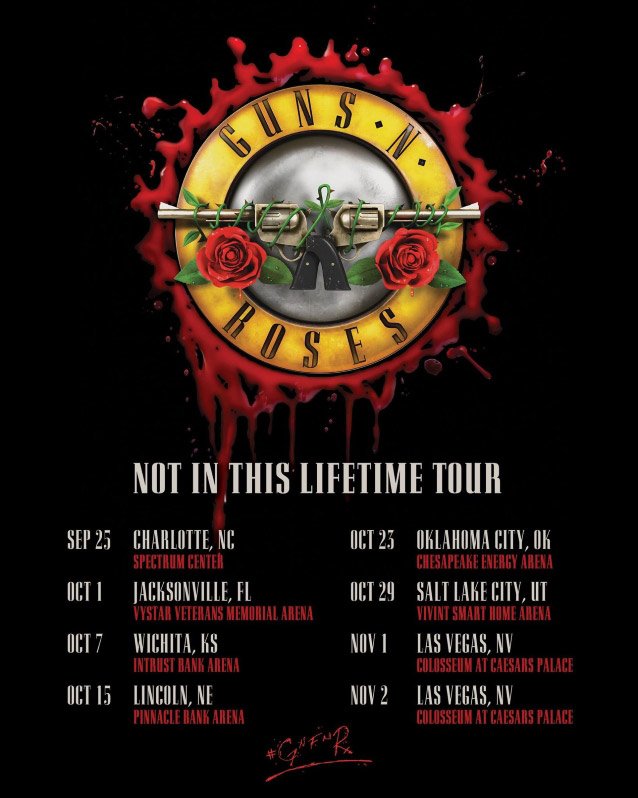 GUNS · N ·
ROSES
NOT IN THIS LIFETIME TOUR
SEP 25 CHARLOTTE, NC
SPECTRUM CENTER
OCT 1 JACKSONVILLE, FL
VYSTAR VETERANS MEMORIAL ARENA
OCT 7 WICHITA, KS
INTRUST BANK ARENA
OCT 15 LINCOLN, NE
PINNACLE BANK ARENA
OCT 23 OKLAHOMA CITY, OK
CHESAPEAKE ENERGY ARENA
OCT 29 SALT LAKE CITY, UT
VIVINT SMART HOME ARENA
NOV 1 LAS VEGAS, NV
COLOSSEUM AT CAESARS PALACE
NOV 2 LAS VEGAS, NV
COLOSSEUM AT CAESARS PALACE
#GNFNR